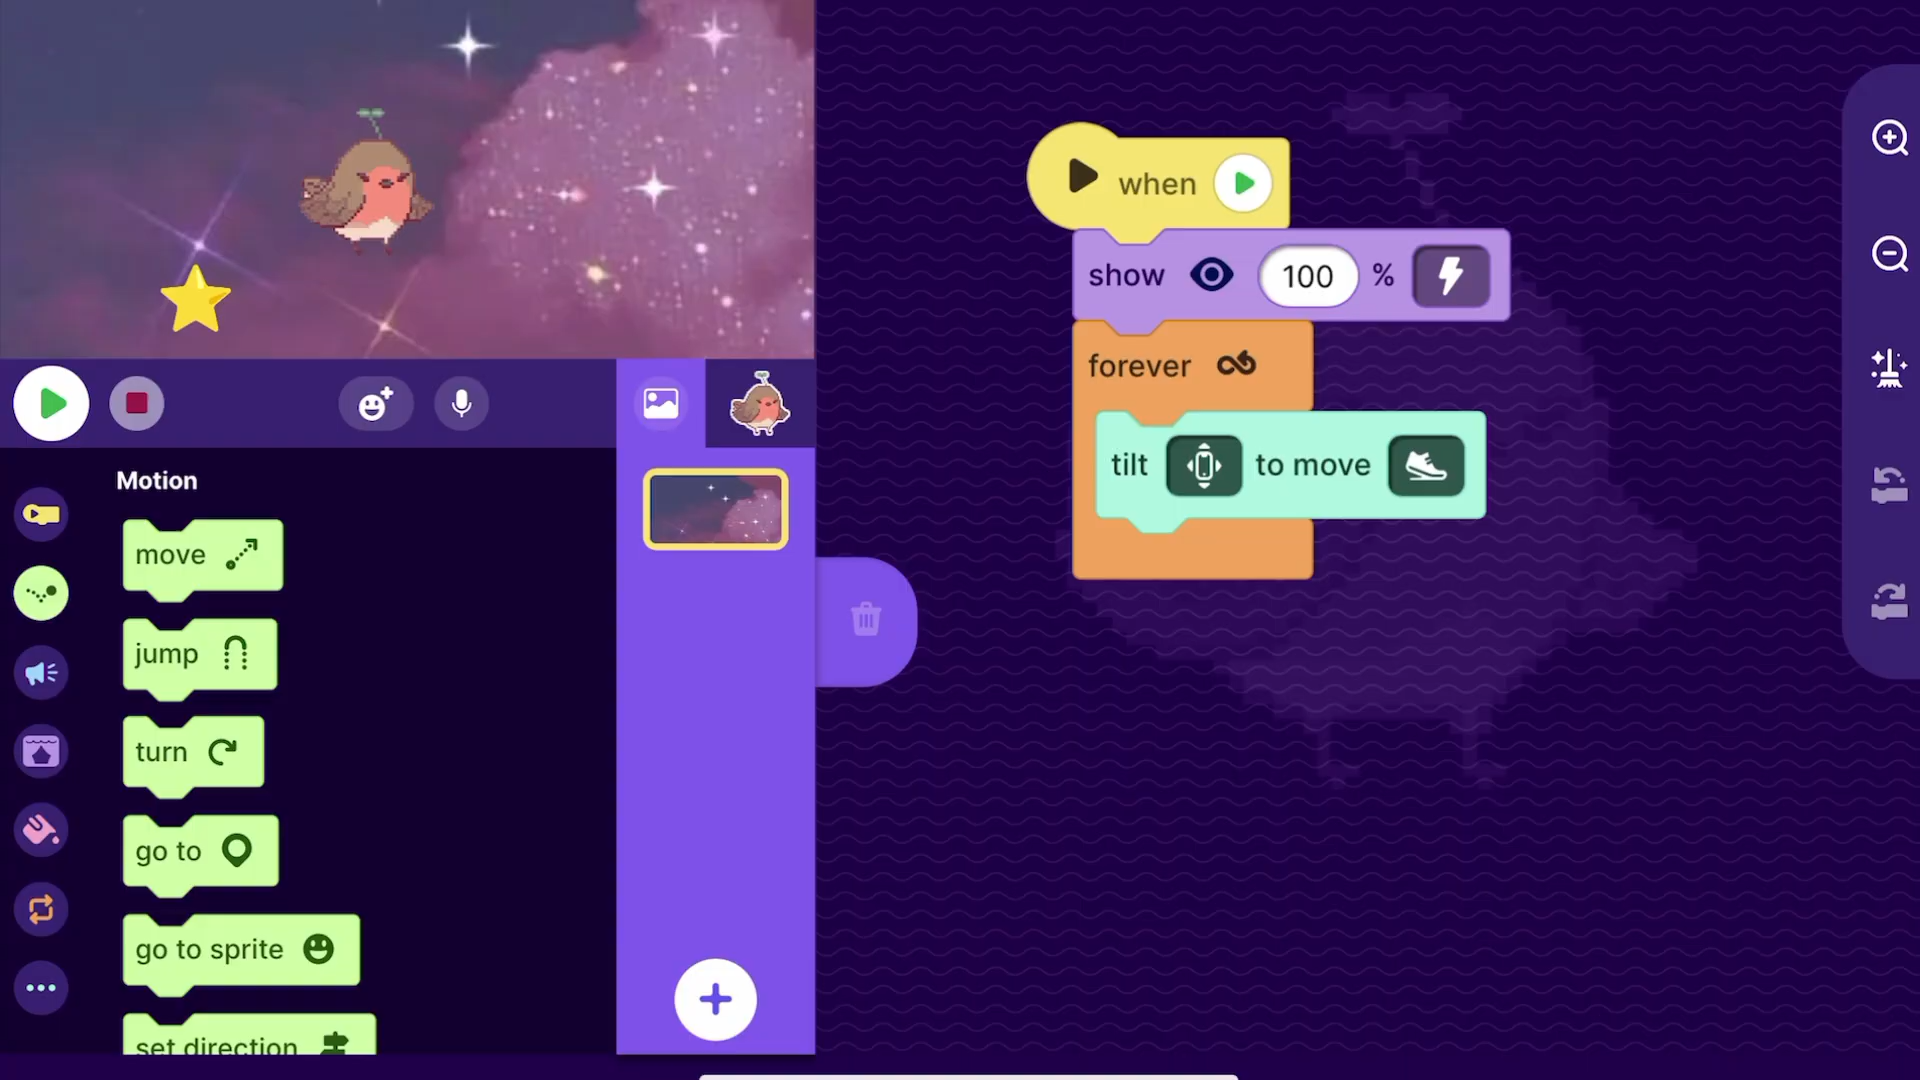 when
show 100 %
forever
tilt to move
Motion
move
jump
turn
go to
go to sprite
set direction